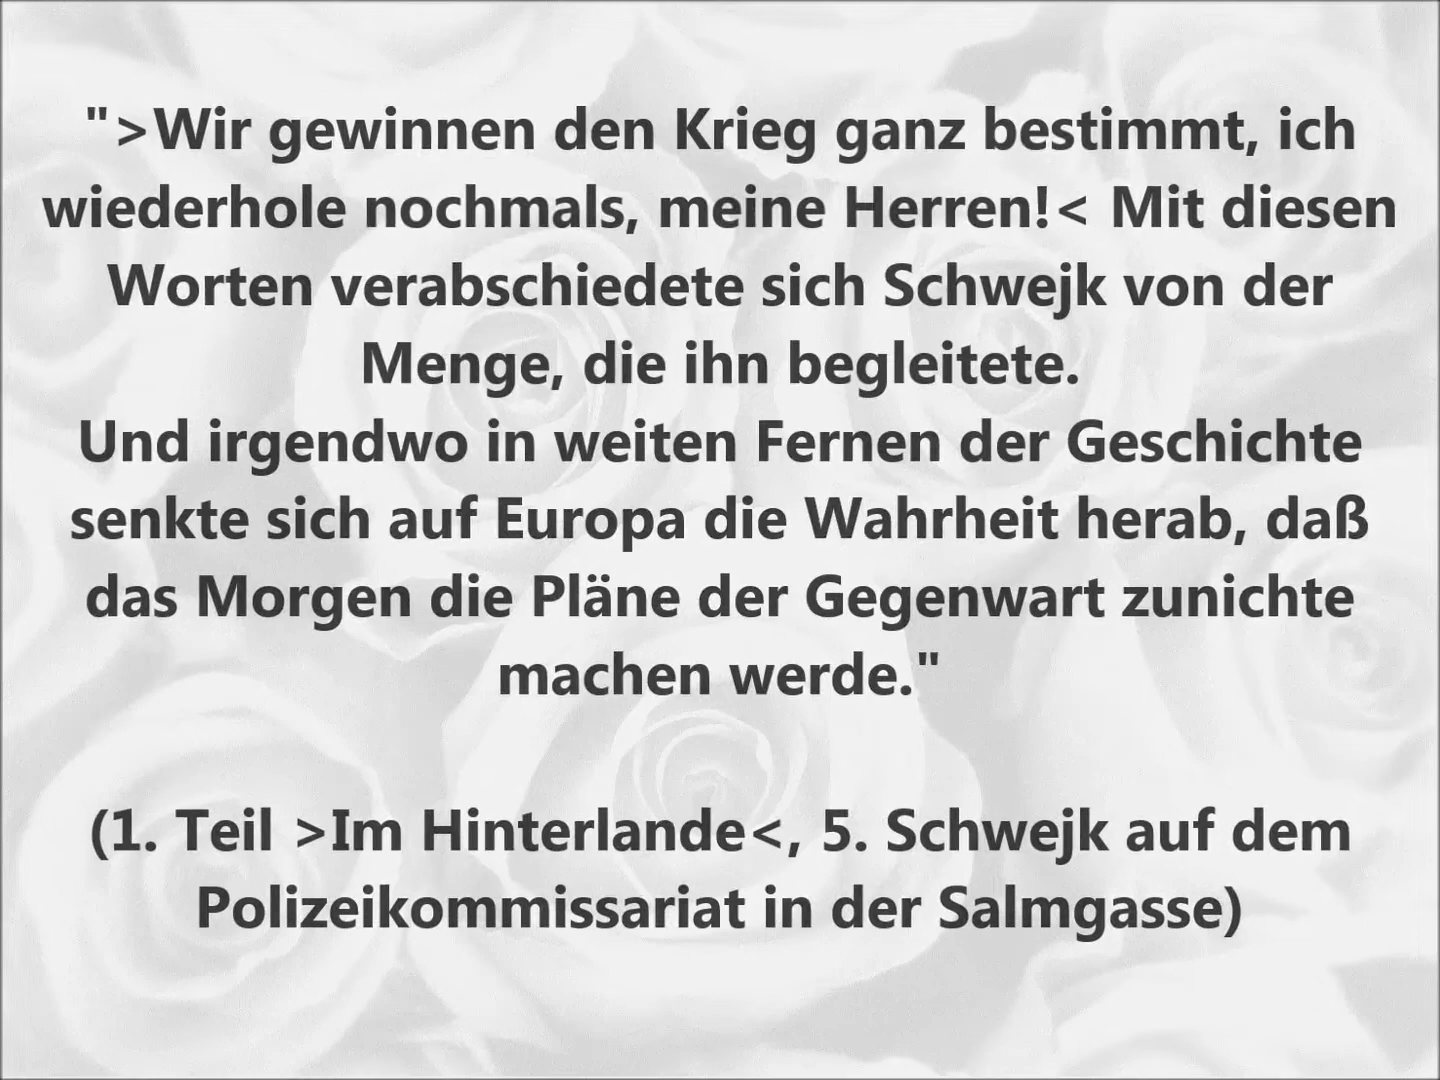 ">Wir gewinnen den Krieg ganz bestimmt, ich
wiederhole nochmals, meine Herren!< Mit diesen
Worten verabschiedete sich Schwejk von der
Menge, die ihn begleitete.
Und irgendwo in weiten Fernen der Geschichte
senkte sich auf Europa die Wahrheit herab, daß
das Morgen die Pläne der Gegenwart zunichte
machen werde."
(1. Teil >Im Hinterlande<, 5. Schwejk auf dem
Polizeikommissariat in der Salmgasse)